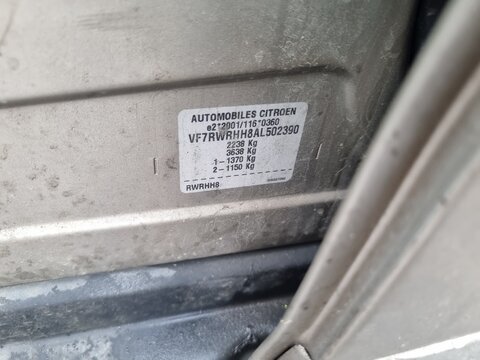 AUTOMOBILES CITROEN
e2*2001/116*0360
VF7RWRHH8AL502390
2238 Kg
3638 Kg
1-1370 Kg
2-1150 Kg
RWRHH8